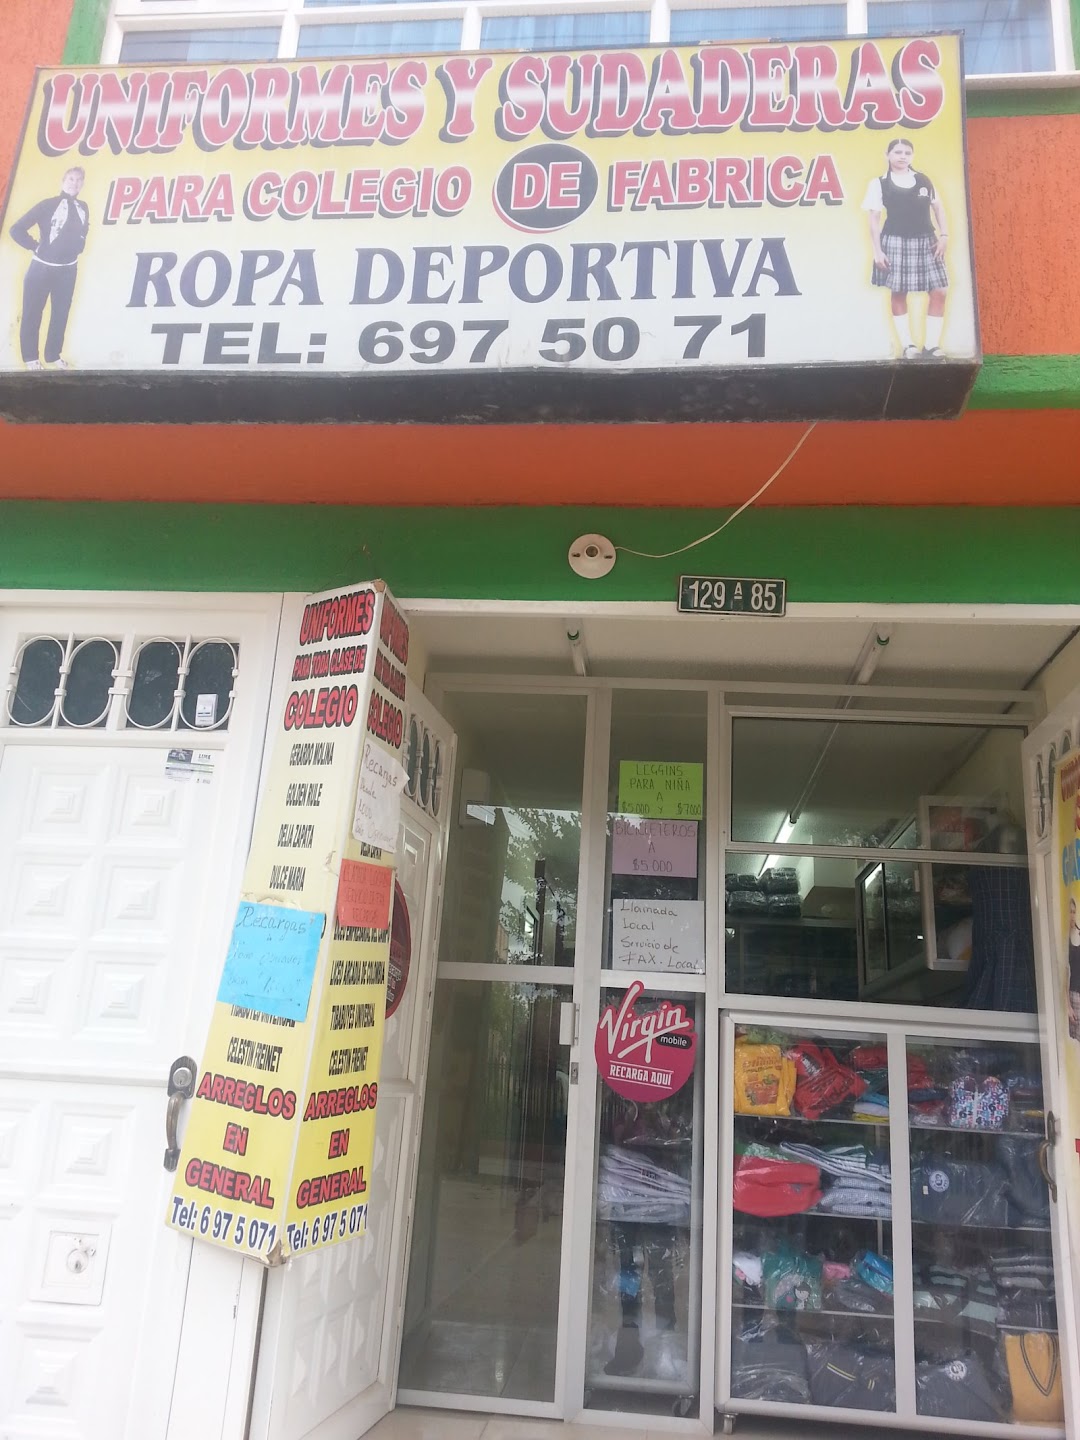 UNIFORMES Y SUDADERAS
PARA COLEGIO DE FABRICA
ROPA DEPORTIVA
TEL: 697 50 71
129 A 85
UNIFORMES
PARA TODA CLASE DE
COLEGIO
GERARDO MOLINA
GOLDEN RULE
DELIA ZAPATA
DULCE MARIA
Recargas
TIBABUYES UNIVERSAL
CELESTIN FREINET
ARREGLOS
EN
GENERAL
Tel: 6 97 5 071
COLEGIO
Recargas
LICEO ARCADIA DE COLOMBIA
TIBABUYES UNIVERSAL
CELESTIN FREINET
ARREGLOS
EN
GENERAL
Tel: 6 97 5 071
LEGGINS
PARA NIÑA
A
$5.000 y $7.000
BICICLETEROS
A
$5.000
Llamada
Local
Servicio de
FAX. Local
Virgin
mobile
RECARGA AQUÍ